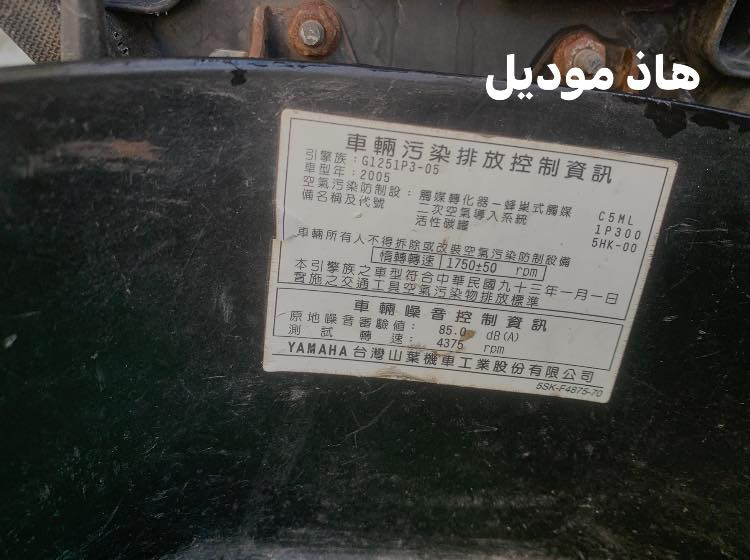 هاذ موديل
車輛污染排放控制資訊
引擎族：G1251P3-05
車型年：2005
空氣污染防制設備名稱及代號：觸媒轉化器－蜂巢式觸媒 C5ML
二次空氣導入系統 1P300
活性碳罐 5HK-00
車輛所有人不得拆除或改裝空氣污染防制設備
惰轉轉速 1750±50 rpm
本引擎族之車型符合中華民國九十三年一月一日
實施之交通工具空氣污染物排放標準
車輛噪音控制資訊
原地噪音審驗值：85.0 dB(A)
測試轉速：4375 rpm
YAMAHA台灣山葉機車工業股份有限公司
5SK-F4875-70